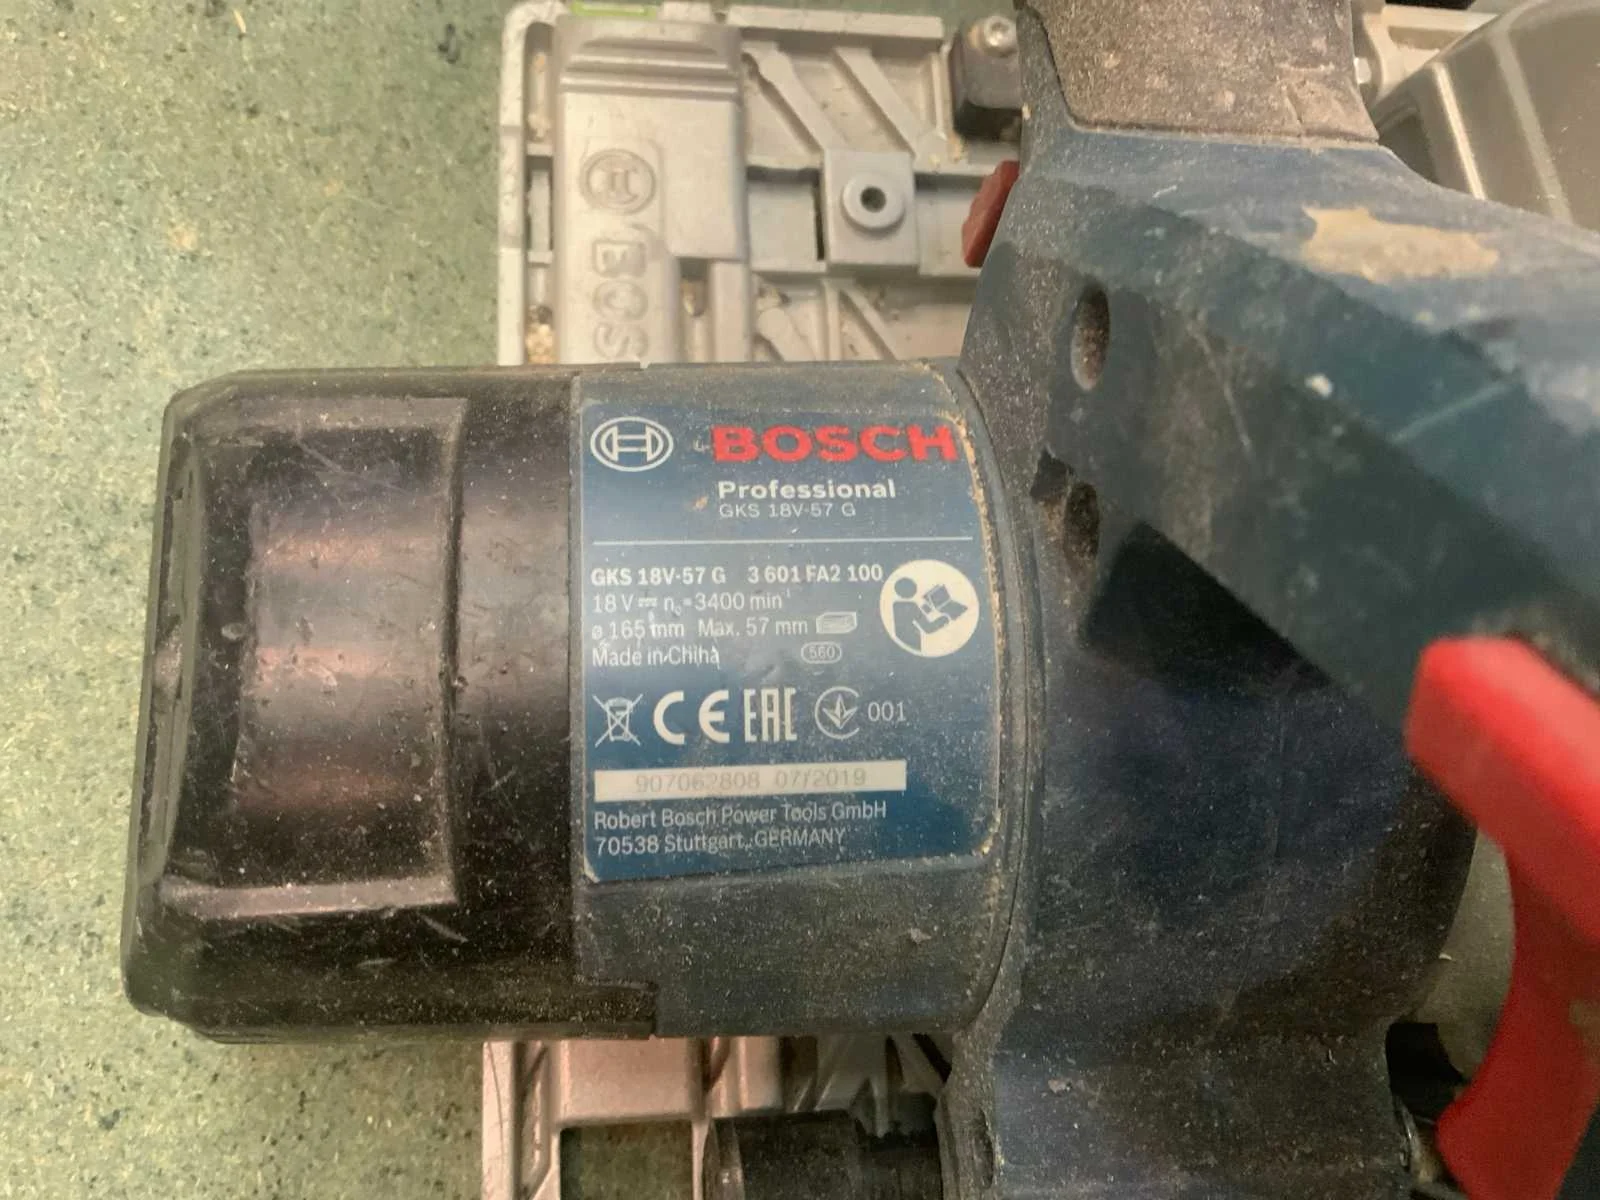 BOSCH
BOSCH
Professional
GKS 18V-57 G
GKS 18V-57 G 3 601 FA2 100
18 V⎓ n₀=3400 min⁻¹
ø 165 mm Max. 57 mm
Made in China 560
CE EAC 001
907062808 07/2019
Robert Bosch Power Tools GmbH
70538 Stuttgart, GERMANY